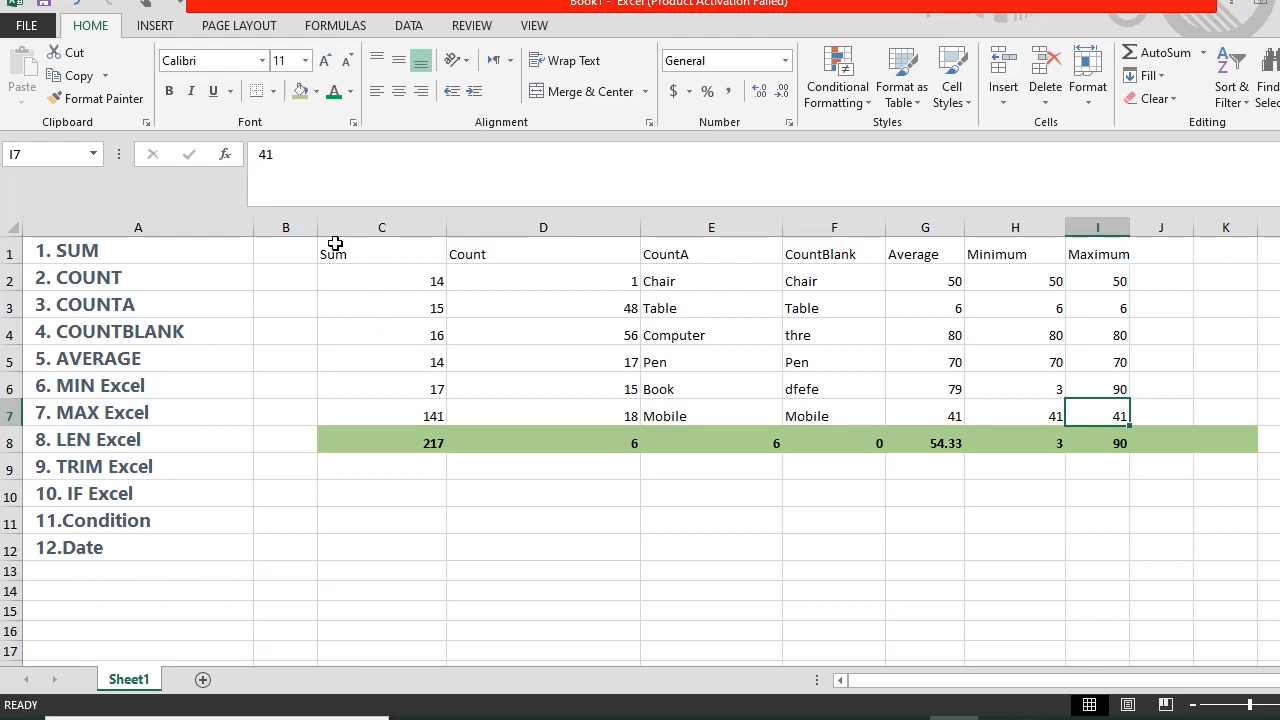 Book1 - Excel (Product Activation Failed)
FILE HOME INSERT PAGE LAYOUT FORMULAS DATA REVIEW VIEW
Paste
Cut
Copy
Format Painter
Clipboard
Calibri 11
B I U
Font
Wrap Text
Merge & Center
Alignment
General
$ % ,
Number
Conditional Formatting
Format as Table
Cell Styles
Styles
Insert
Delete
Format
Cells
AutoSum
Fill
Clear
Sort & Filter
Editing
I7 fx 41
A B C D E F G H I J K
1 1. SUM Sum Count CountA CountBlank Average Minimum Maximum
2 2. COUNT 14 1 Chair Chair 50 50 50
3 3. COUNTA 15 48 Table Table 6 6 6
4 4. COUNTBLANK 16 56 Computer thre 80 80 80
5 5. AVERAGE 14 17 Pen Pen 70 70 70
6 6. MIN Excel 17 15 Book dfefe 79 3 90
7 7. MAX Excel 141 18 Mobile Mobile 41 41 41
8 8. LEN Excel 217 6 6 0 54.33 3 90
9 9. TRIM Excel
10 10. IF Excel
11 11.Condition
12 12.Date
13
14
15
16
17
Sheet1
READY